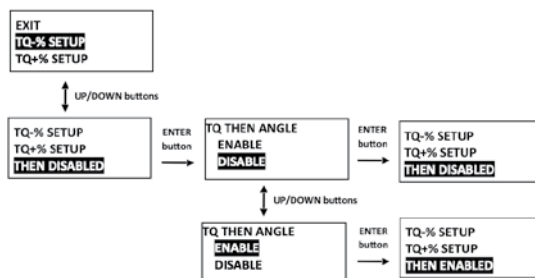 EXIT
TQ-% SETUP
TQ+% SETUP
UP/DOWN buttons
TQ-% SETUP
TQ+% SETUP
THEN DISABLED
ENTER
button
TQ THEN ANGLE
ENABLE
DISABLE
ENTER
button
TQ-% SETUP
TQ+% SETUP
THEN DISABLED
UP/DOWN buttons
TQ THEN ANGLE
ENABLE
DISABLE
ENTER
button
TQ-% SETUP
TQ+% SETUP
THEN ENABLED